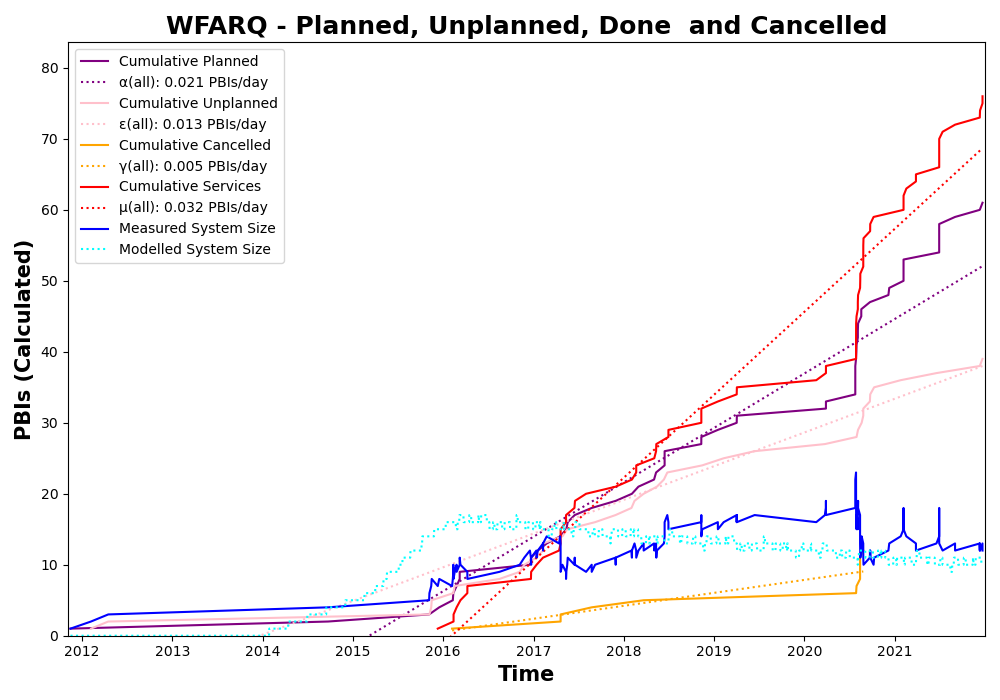 WFARQ - Planned, Unplanned, Done  and Cancelled
Cumulative Planned
α(all): 0.021 PBIs/day
Cumulative Unplanned
ε(all): 0.013 PBIs/day
Cumulative Cancelled
γ(all): 0.005 PBIs/day
Cumulative Services
μ(all): 0.032 PBIs/day
Measured System Size
Modelled System Size
PBIs (Calculated)
80
70
60
50
40
30
20
10
0
2012 2013 2014 2015 2016 2017 2018 2019 2020 2021
Time